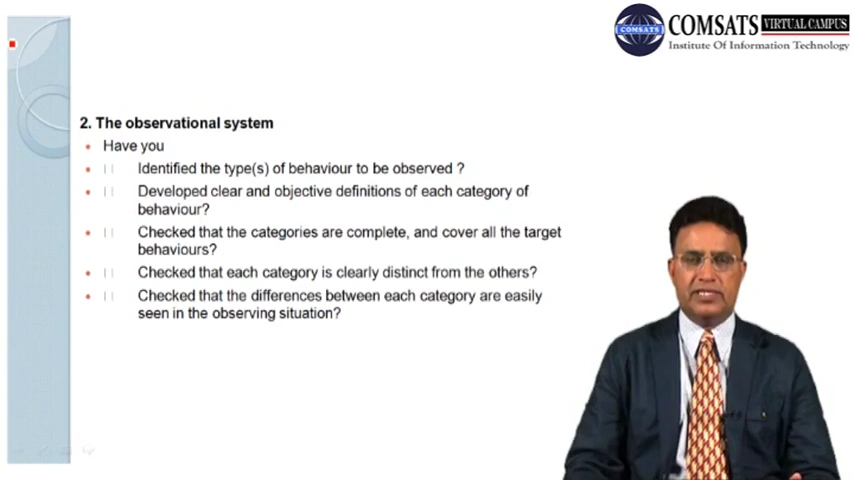 COMSATS VIRTUAL CAMPUS
COMSATS
Institute Of Information Technology
2. The observational system
Have you
Identified the type(s) of behaviour to be observed ?
Developed clear and objective definitions of each category of
behaviour?
Checked that the categories are complete, and cover all the target
behaviours?
Checked that each category is clearly distinct from the others?
Checked that the differences between each category are easily
seen in the observing situation?